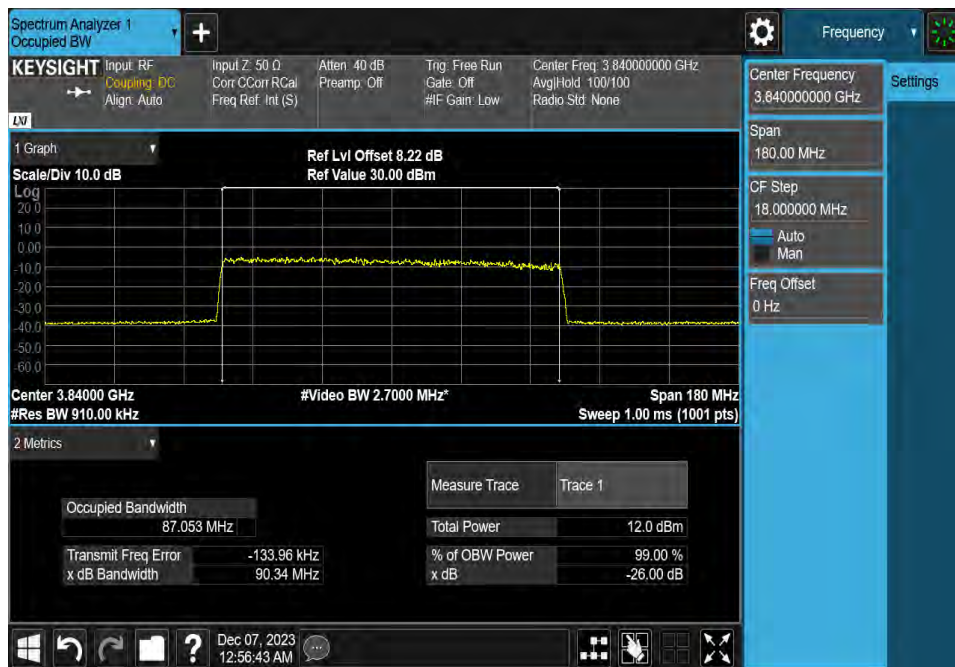 Spectrum Analyzer 1
Occupied BW
+
Frequency
KEYSIGHT
Input: RF
Coupling: DC
Align: Auto
Input Z: 50 Ω
Corr CCorr RCal
Freq Ref: Int (S)
Atten: 40 dB
Preamp: Off
Trig: Free Run
Gate: Off
#IF Gain: Low
Center Freq: 3.840000000 GHz
Avg|Hold: 100/100
Radio Std: None
LXI
Center Frequency
3.840000000 GHz
Settings
Span
180.00 MHz
CF Step
18.000000 MHz
Auto
Man
Freq Offset
0 Hz
1 Graph
Scale/Div 10.0 dB
Ref Lvl Offset 8.22 dB
Ref Value 30.00 dBm
Log
20.0
10.0
0.00
-10.0
-20.0
-30.0
-40.0
-50.0
-60.0
Center 3.84000 GHz
#Res BW 910.00 kHz
#Video BW 2.7000 MHz*
Span 180 MHz
Sweep 1.00 ms (1001 pts)
2 Metrics
Measure Trace
Trace 1
Occupied Bandwidth
87.053 MHz
Total Power
12.0 dBm
Transmit Freq Error
-133.96 kHz
% of OBW Power
99.00 %
x dB Bandwidth
90.34 MHz
x dB
-26.00 dB
?
Dec 07, 2023
12:56:43 AM